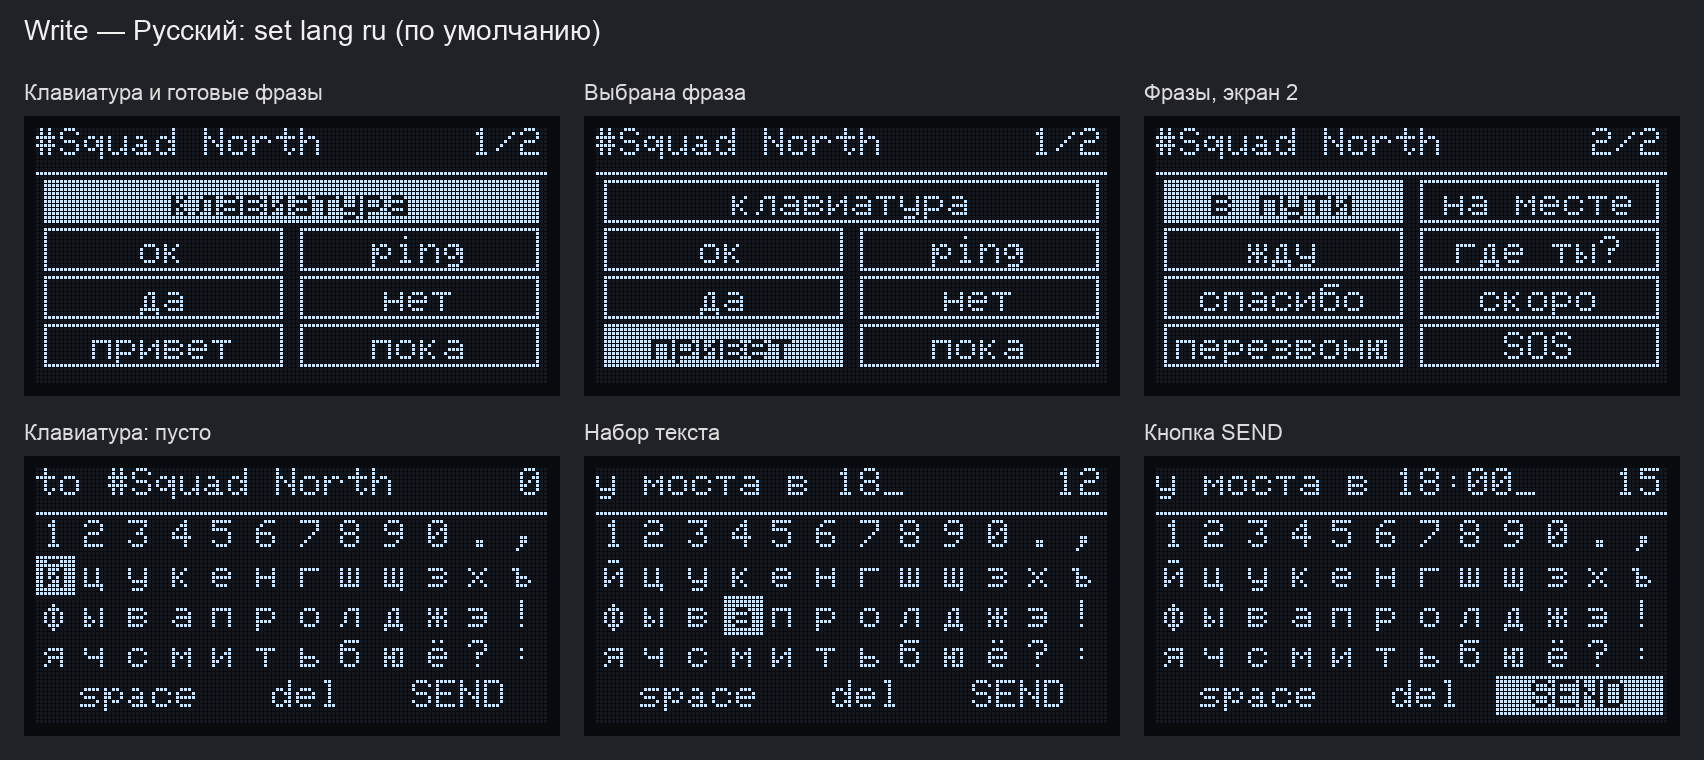 Write — Русский: set lang ru (по умолчанию)
Клавиатура и готовые фразы
#Squad North 1/2
клавиатура
ок ping
да нет
привет пока
Выбрана фраза
#Squad North 1/2
клавиатура
ок ping
да нет
привет пока
Фразы, экран 2
#Squad North 2/2
в пути на месте
жду где ты?
спасибо скоро
перезвоню SOS
Клавиатура: пусто
to #Squad North 0
1 2 3 4 5 6 7 8 9 0 . ,
й ц у к е н г ш щ з х ъ
ф ы в а п р о л д ж э !
я ч с м и т ь б ю ё ? :
space del SEND
Набор текста
у моста в 18_ 12
1 2 3 4 5 6 7 8 9 0 . ,
й ц у к е н г ш щ з х ъ
ф ы в а п р о л д ж э !
я ч с м и т ь б ю ё ? :
space del SEND
Кнопка SEND
у моста в 18:00_ 15
1 2 3 4 5 6 7 8 9 0 . ,
й ц у к е н г ш щ з х ъ
ф ы в а п р о л д ж э !
я ч с м и т ь б ю ё ? :
space del SEND